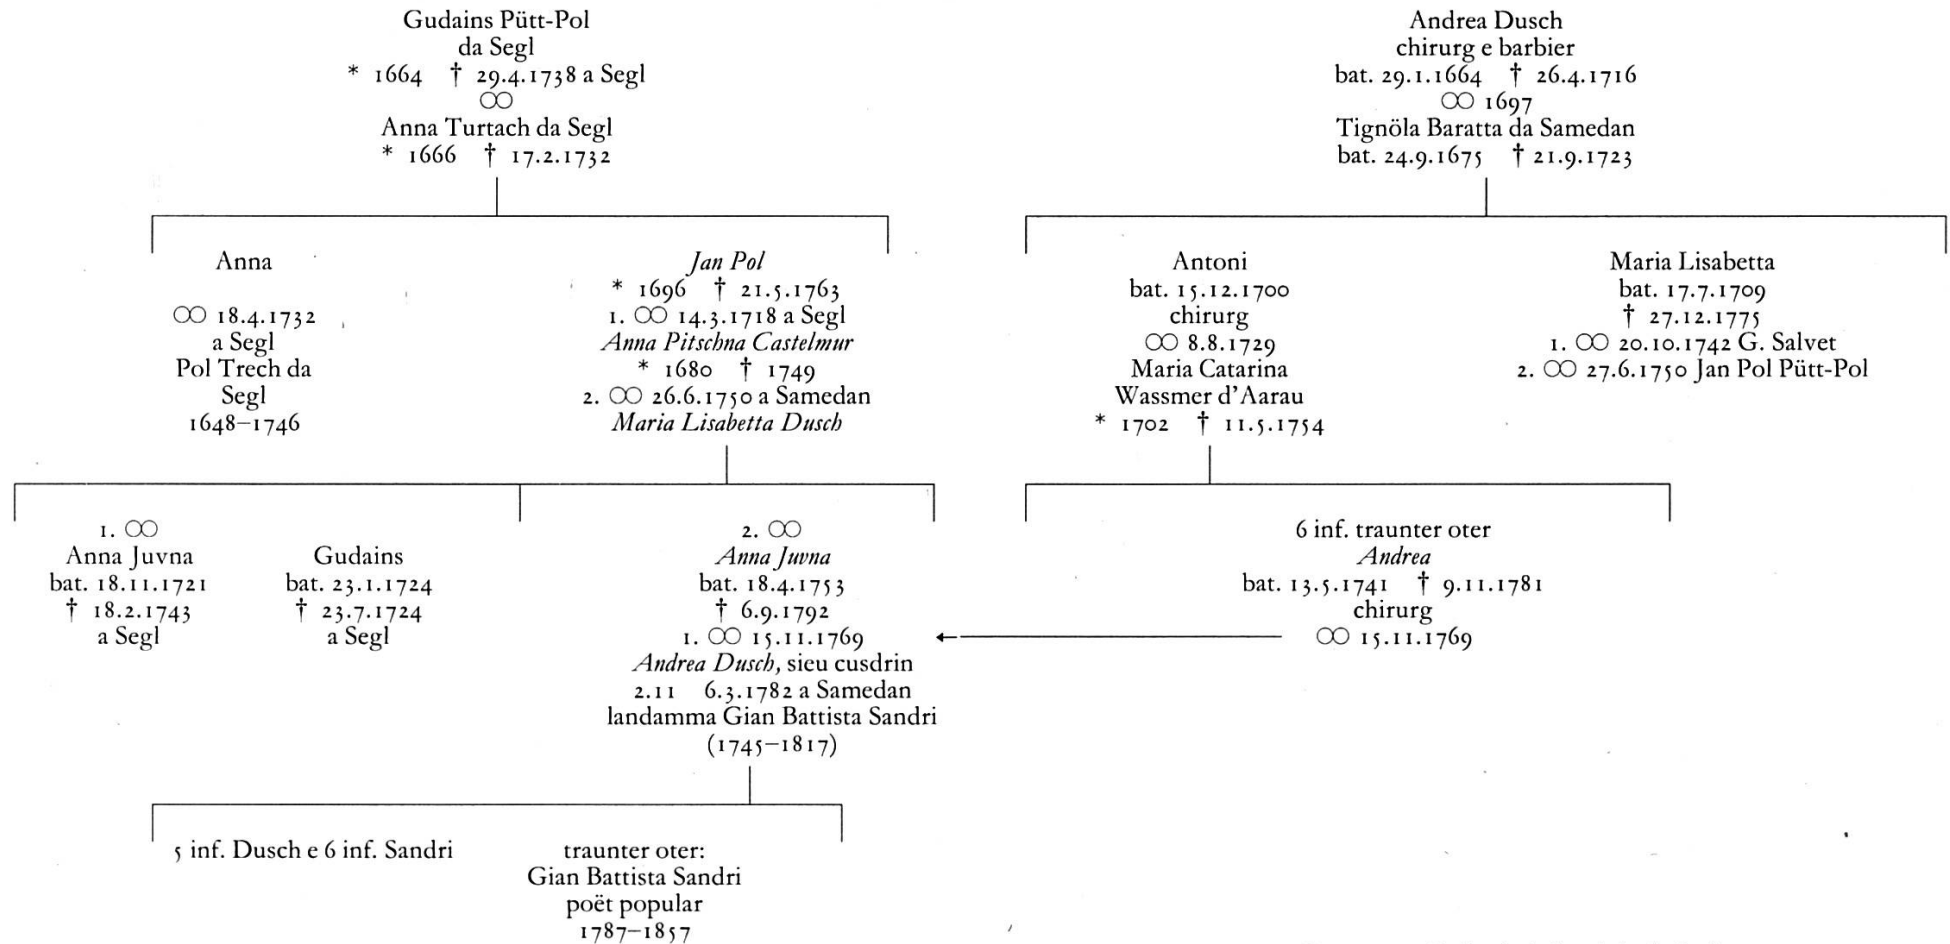 Gudains Pütt-Pol
da Segl
* 1664 † 29.4.1738 a Segl
∞
Anna Turtach da Segl
* 1666 † 17.2.1732
Andrea Dusch
chirurg e barbier
bat. 29.1.1664 † 26.4.1716
∞ 1697
Tignöla Baratta da Samedan
bat. 24.9.1675 † 21.9.1723
Anna
∞ 18.4.1732
a Segl
Pol Trech da
Segl
1648–1746
Jan Pol
* 1696 † 21.5.1763
1. ∞ 14.3.1718 a Segl
Anna Pitschna Castelmur
* 1680 † 1749
2. ∞ 26.6.1750 a Samedan
Maria Lisabetta Dusch
Antoni
bat. 15.12.1700
chirurg
∞ 8.8.1729
Maria Catarina
Wassmer d'Aarau
* 1702 † 11.5.1754
Maria Lisabetta
bat. 17.7.1709
† 27.12.1775
1. ∞ 20.10.1742 G. Salvet
2. ∞ 27.6.1750 Jan Pol Pütt-Pol
1. ∞
Anna Juvna
bat. 18.11.1721
† 18.2.1743
a Segl
Gudains
bat. 23.1.1724
† 23.7.1724
a Segl
2. ∞
Anna Juvna
bat. 18.4.1753
† 6.9.1792
1. ∞ 15.11.1769
Andrea Dusch, sieu cusdrin
2.11 6.3.1782 a Samedan
landamma Gian Battista Sandri
(1745–1817)
6 inf. traunter oter
Andrea
bat. 13.5.1741 † 9.11.1781
chirurg
∞ 15.11.1769
5 inf. Dusch e 6 inf. Sandri
traunter oter:
Gian Battista Sandri
poët popular
1787–1857